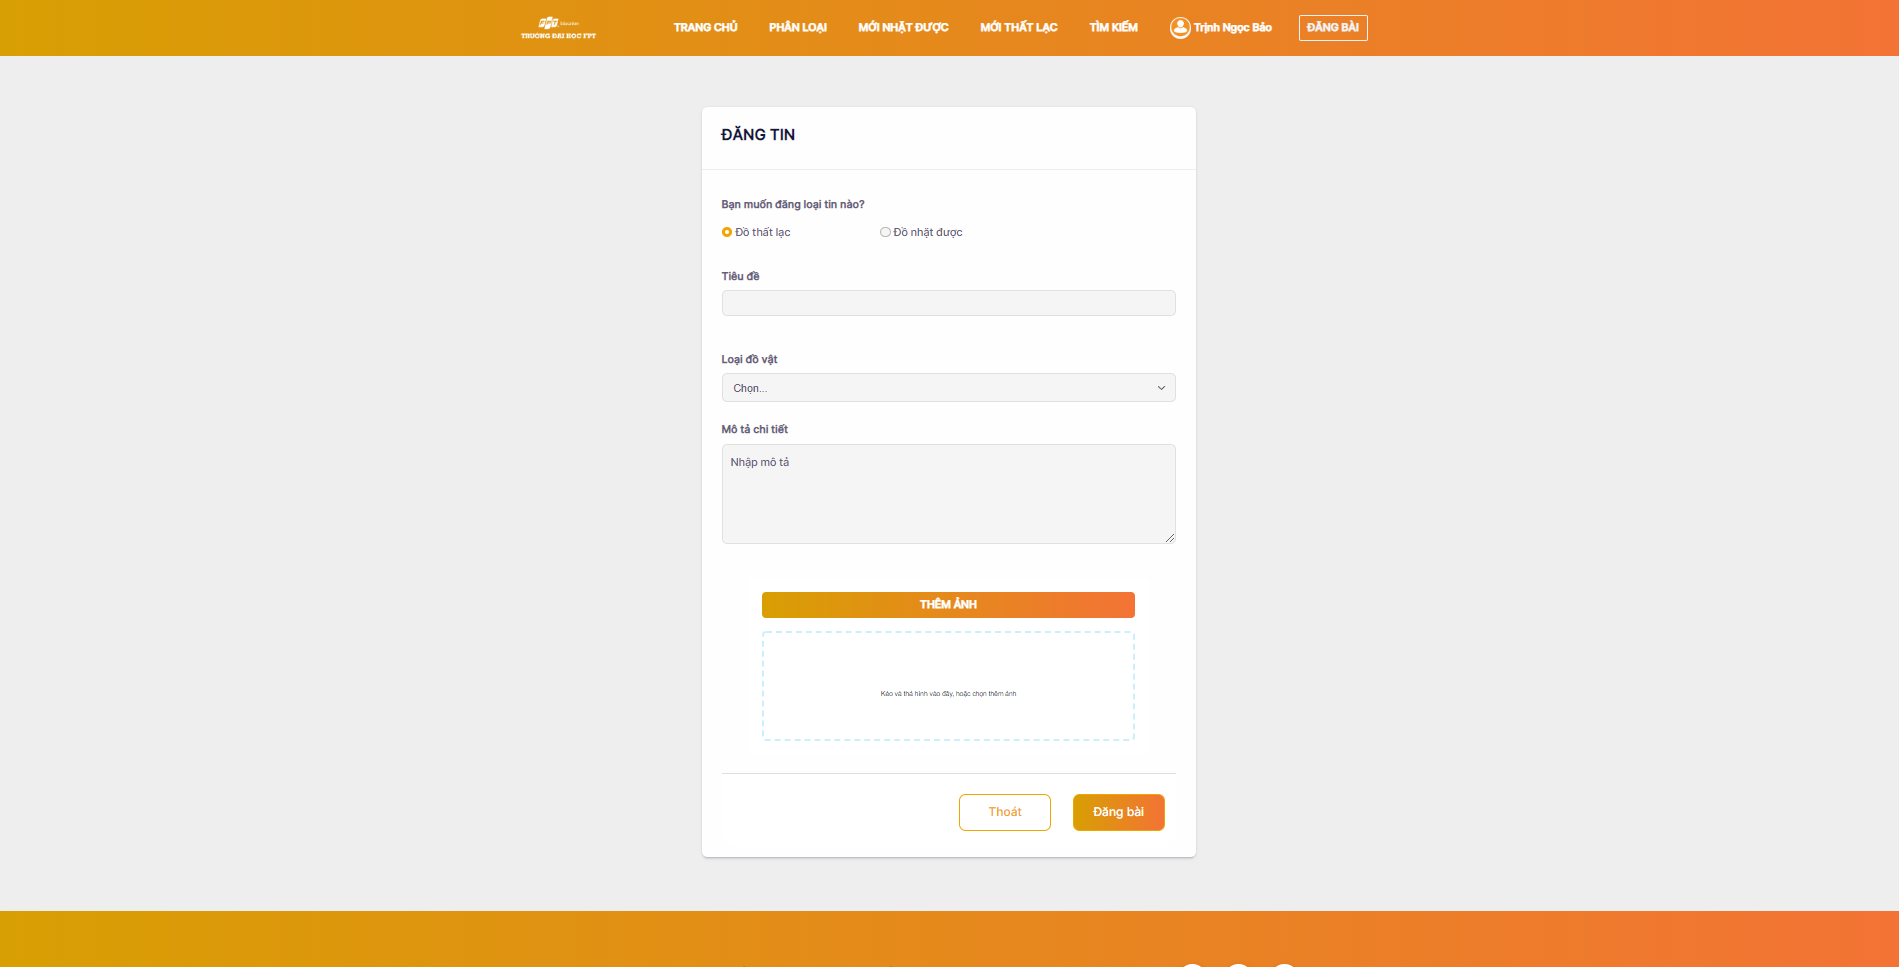 FPT Education
TRƯỜNG ĐẠI HỌC FPT
TRANG CHỦ
PHÂN LOẠI
MỚI NHẶT ĐƯỢC
MỚI THẤT LẠC
TÌM KIẾM
Trịnh Ngọc Bảo
ĐĂNG BÀI
ĐĂNG TIN
Bạn muốn đăng loại tin nào?
Đồ thất lạc
Đồ nhặt được
Tiêu đề
Loại đồ vật
Chọn...
Mô tả chi tiết
Nhập mô tả
THÊM ẢNH
Kéo và thả hình vào đây, hoặc chọn thêm ảnh
Thoát
Đăng bài